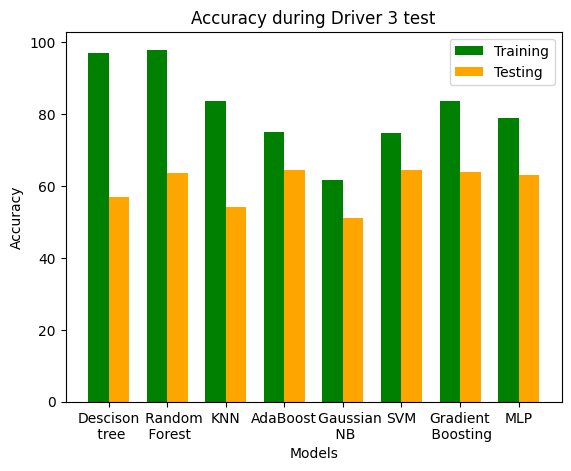 Accuracy during Driver 3 test
Training
Testing
Accuracy
100
80
60
40
20
0
Descison tree
Random Forest
KNN
AdaBoost
Gaussian NB
SVM
Gradient Boosting
MLP
Models